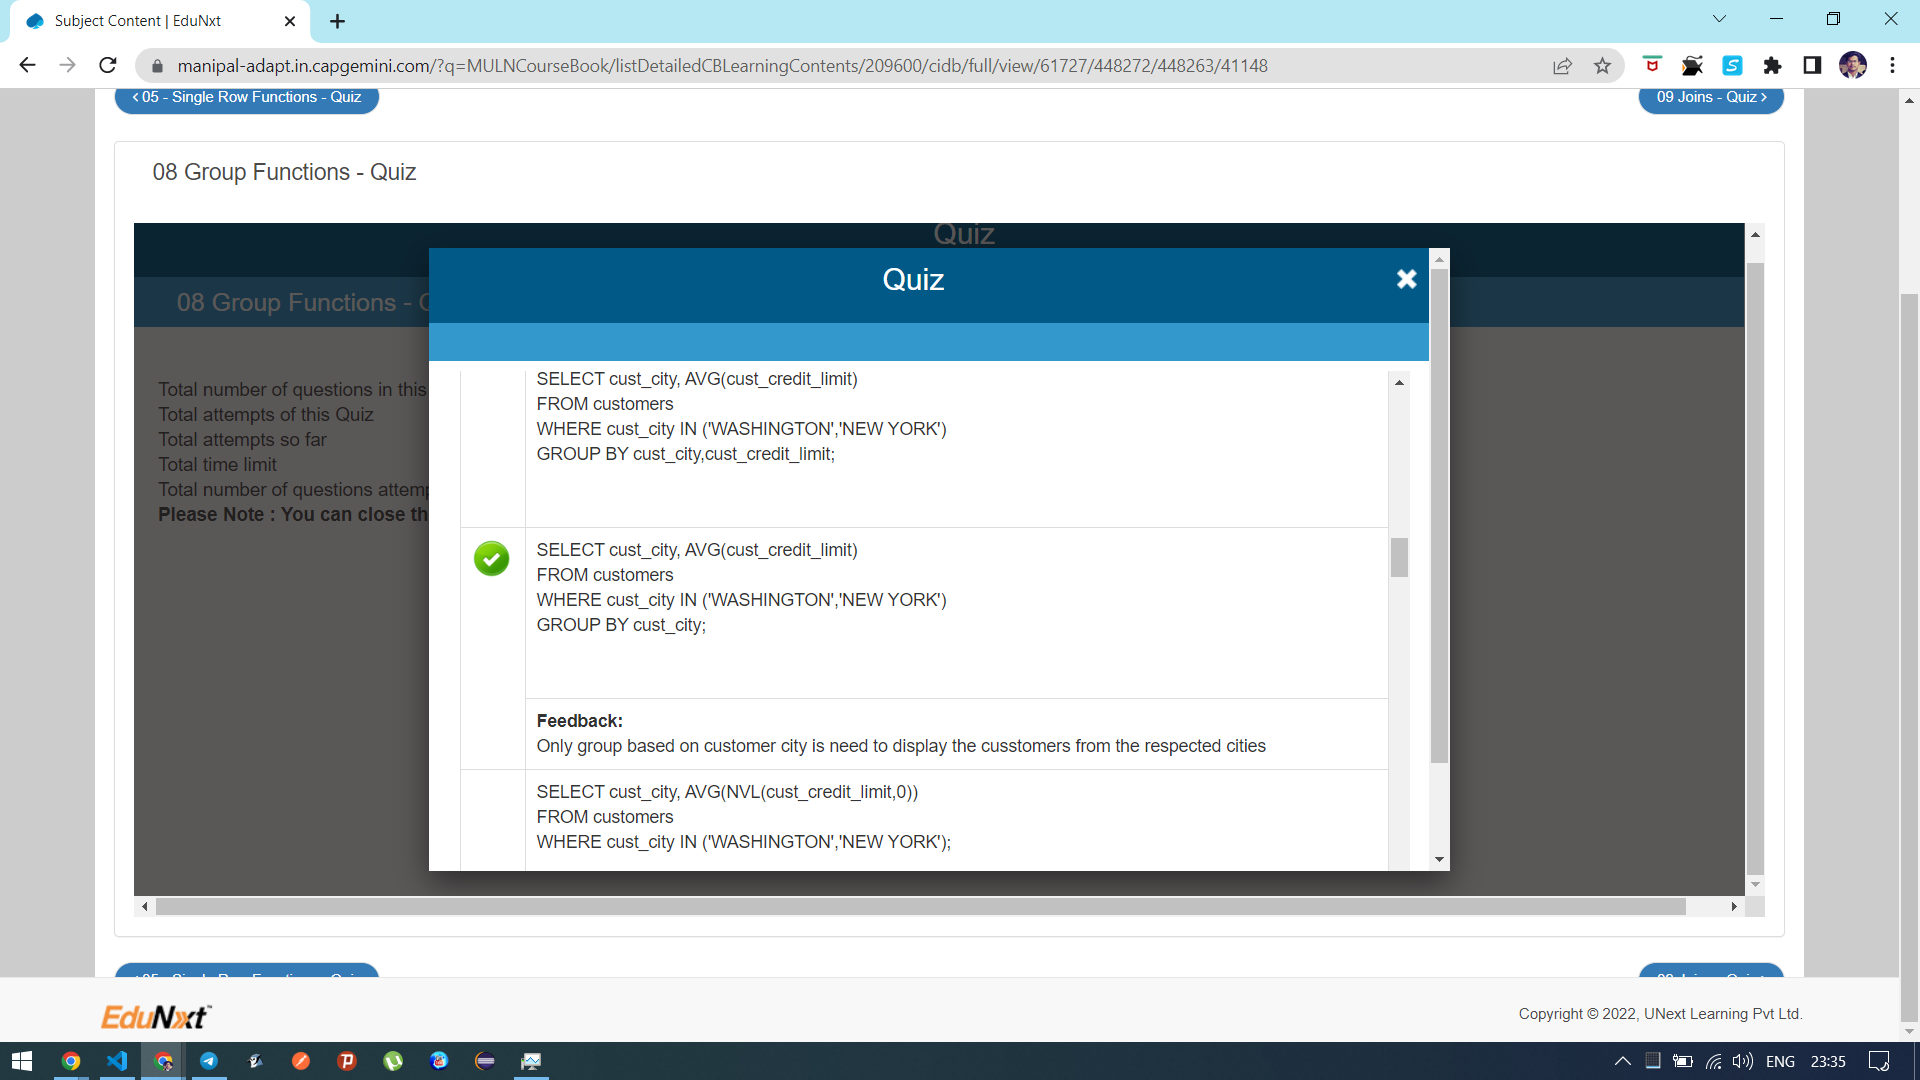 Subject Content | EduNxt
manipal-adapt.in.capgemini.com/?q=MULNCourseBook/listDetailedCBLearningContents/209600/cidb/full/view/61727/448272/448263/41148
< 05 - Single Row Functions - Quiz
09 Joins - Quiz >
08 Group Functions - Quiz
Quiz
08 Group Functions - Q
Total number of questions in this
Total attempts of this Quiz
Total attempts so far
Total time limit
Total number of questions attemp
Please Note : You can close th
Quiz
SELECT cust_city, AVG(cust_credit_limit)
FROM customers
WHERE cust_city IN ('WASHINGTON','NEW YORK')
GROUP BY cust_city,cust_credit_limit;
SELECT cust_city, AVG(cust_credit_limit)
FROM customers
WHERE cust_city IN ('WASHINGTON','NEW YORK')
GROUP BY cust_city;
Feedback:
Only group based on customer city is need to display the cusstomers from the respected cities
SELECT cust_city, AVG(NVL(cust_credit_limit,0))
FROM customers
WHERE cust_city IN ('WASHINGTON','NEW YORK');
EduNxt
Copyright © 2022, UNext Learning Pvt Ltd.
ENG
23:35